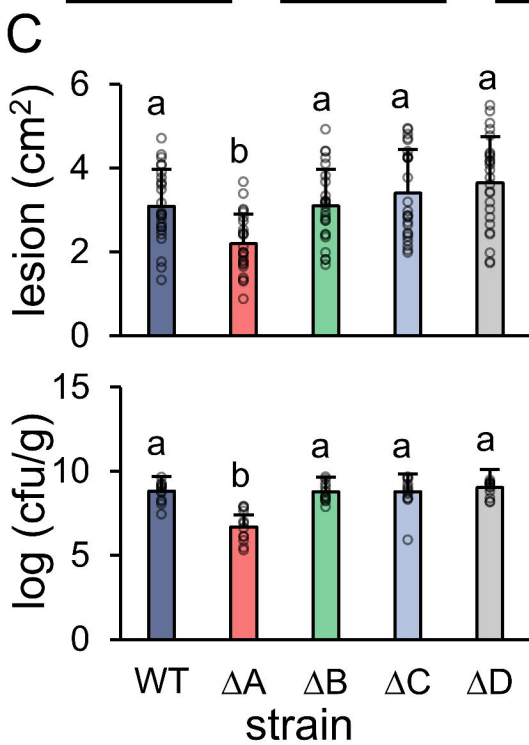 C
lesion (cm²)
6
4
2
0
a
b
a
a
a
log (cfu/g)
15
10
5
0
a
b
a
a
a
WT ΔA ΔB ΔC ΔD
strain